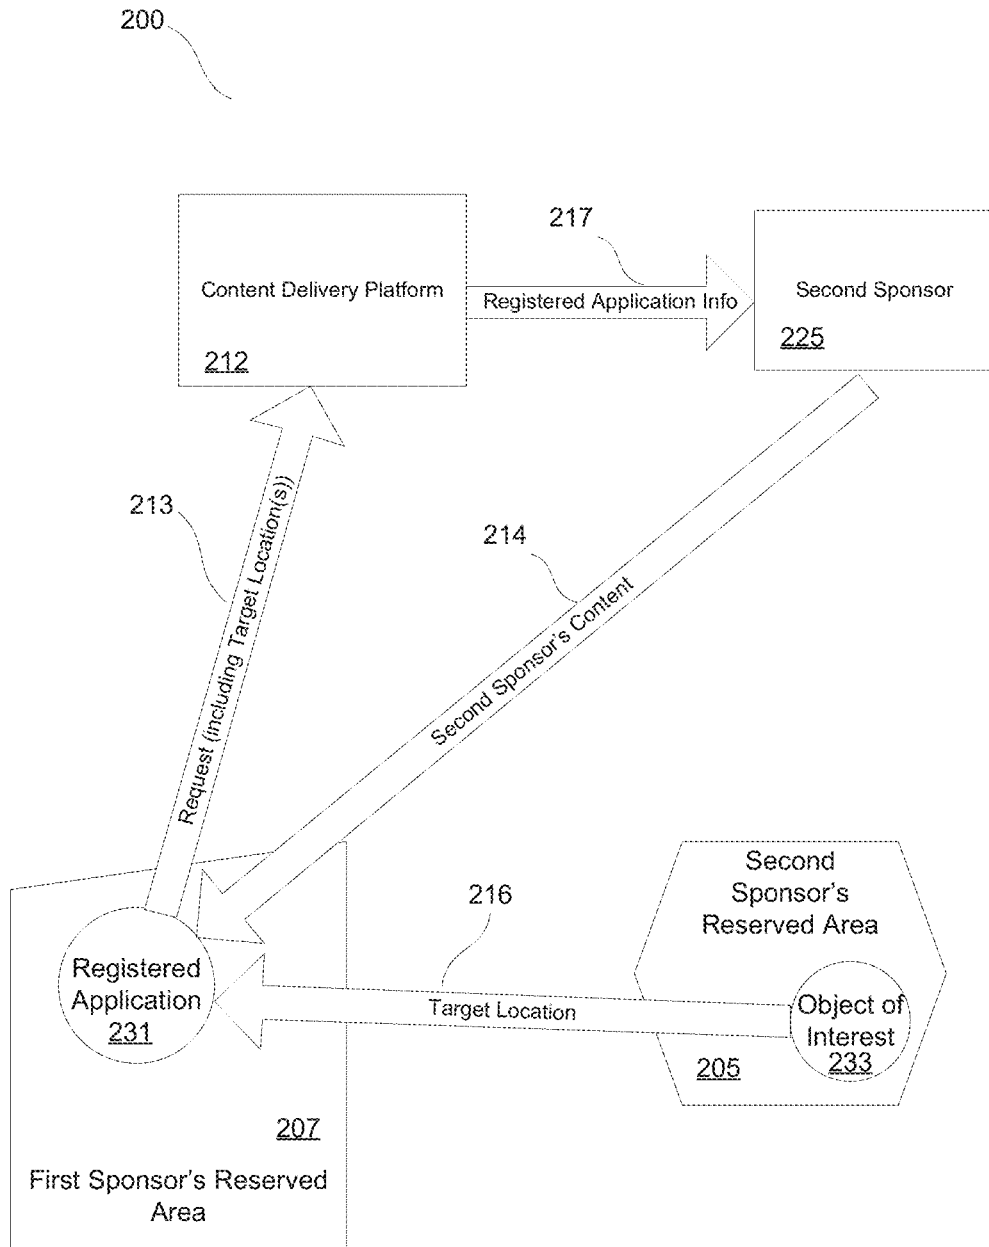 200
217
Content Delivery Platform
212
Registered Application Info
Second Sponsor
225
213
Request (including Target Location(s))
214
Second Sponsor's Content
Second
Sponsor's
Reserved Area
216
Registered
Application
231
Target Location
Object of
Interest
233
205
207
First Sponsor's Reserved
Area